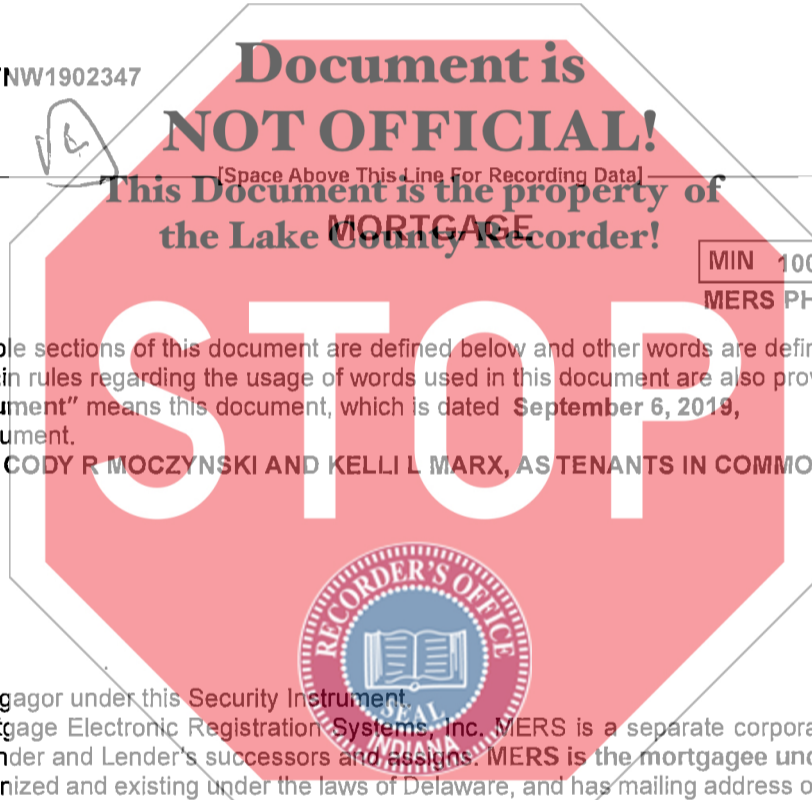 NW1902347
Document is
NOT OFFICIAL!
[Space Above This Line For Recording Data]
This Document is the property of
the Lake County Recorder!
MORTGAGE
MIN 100
MERS PH
ple sections of this document are defined below and other words are defin
in rules regarding the usage of words used in this document are also prov
ument” means this document, which is dated September 6, 2019,
ument.
CODY R MOCZYNSKI AND KELLI L MARX, AS TENANTS IN COMMO
STOP
RECORDER'S OFFICE
SEAL
INDIANA
gagor under this Security Instrument.
tgage Electronic Registration Systems, Inc. MERS is a separate corpora
nder and Lender's successors and assigns. MERS is the mortgagee und
nized and existing under the laws of Delaware, and has mailing address o